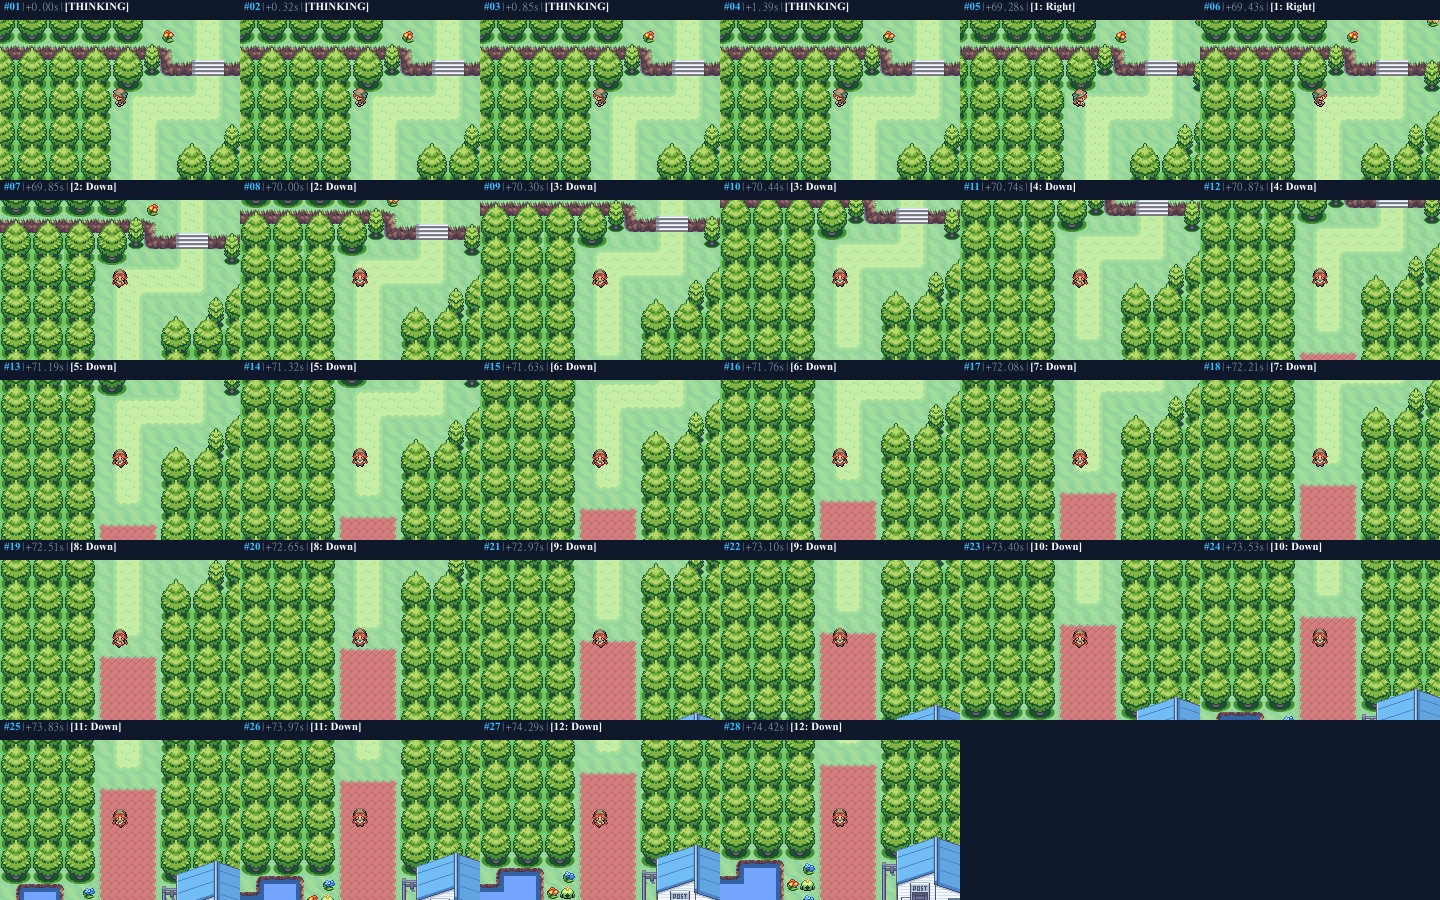 #01|+0.00s|[THINKING]
#02|+0.32s|[THINKING]
#03|+0.85s|[THINKING]
#04|+1.39s|[THINKING]
#05|+69.28s|[1: Right]
#06|+69.43s|[1: Right]
#07|+69.85s|[2: Down]
#08|+70.00s|[2: Down]
#09|+70.30s|[3: Down]
#10|+70.44s|[3: Down]
#11|+70.74s|[4: Down]
#12|+70.87s|[4: Down]
#13|+71.19s|[5: Down]
#14|+71.32s|[5: Down]
#15|+71.63s|[6: Down]
#16|+71.76s|[6: Down]
#17|+72.08s|[7: Down]
#18|+72.21s|[7: Down]
#19|+72.51s|[8: Down]
#20|+72.65s|[8: Down]
#21|+72.97s|[9: Down]
#22|+73.10s|[9: Down]
#23|+73.40s|[10: Down]
#24|+73.53s|[10: Down]
#25|+73.83s|[11: Down]
#26|+73.97s|[11: Down]
#27|+74.29s|[12: Down]
#28|+74.42s|[12: Down]
POST
POST